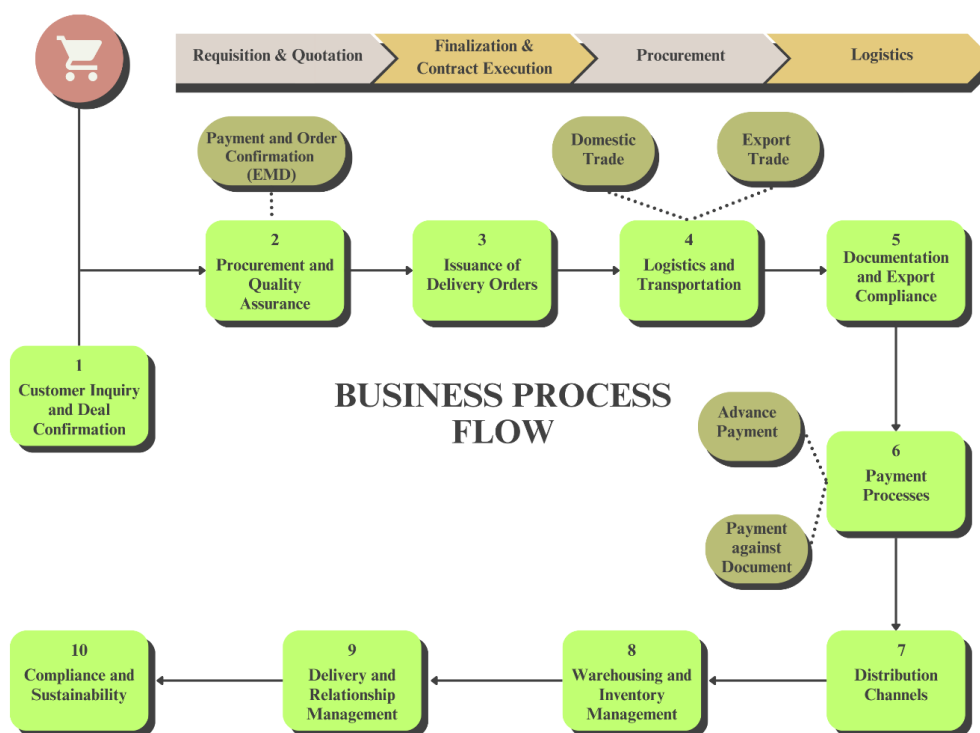 Requisition & Quotation
Finalization &
Contract Execution
Procurement
Logistics
Payment and Order
Confirmation
(EMD)
Domestic
Trade
Export
Trade
2
Procurement and
Quality
Assurance
3
Issuance of
Delivery Orders
4
Logistics and
Transportation
5
Documentation
and Export
Compliance
1
Customer Inquiry
and Deal
Confirmation
BUSINESS PROCESS
FLOW
Advance
Payment
6
Payment
Processes
Payment
against
Document
10
Compliance and
Sustainability
9
Delivery and
Relationship
Management
8
Warehousing and
Inventory
Management
7
Distribution
Channels